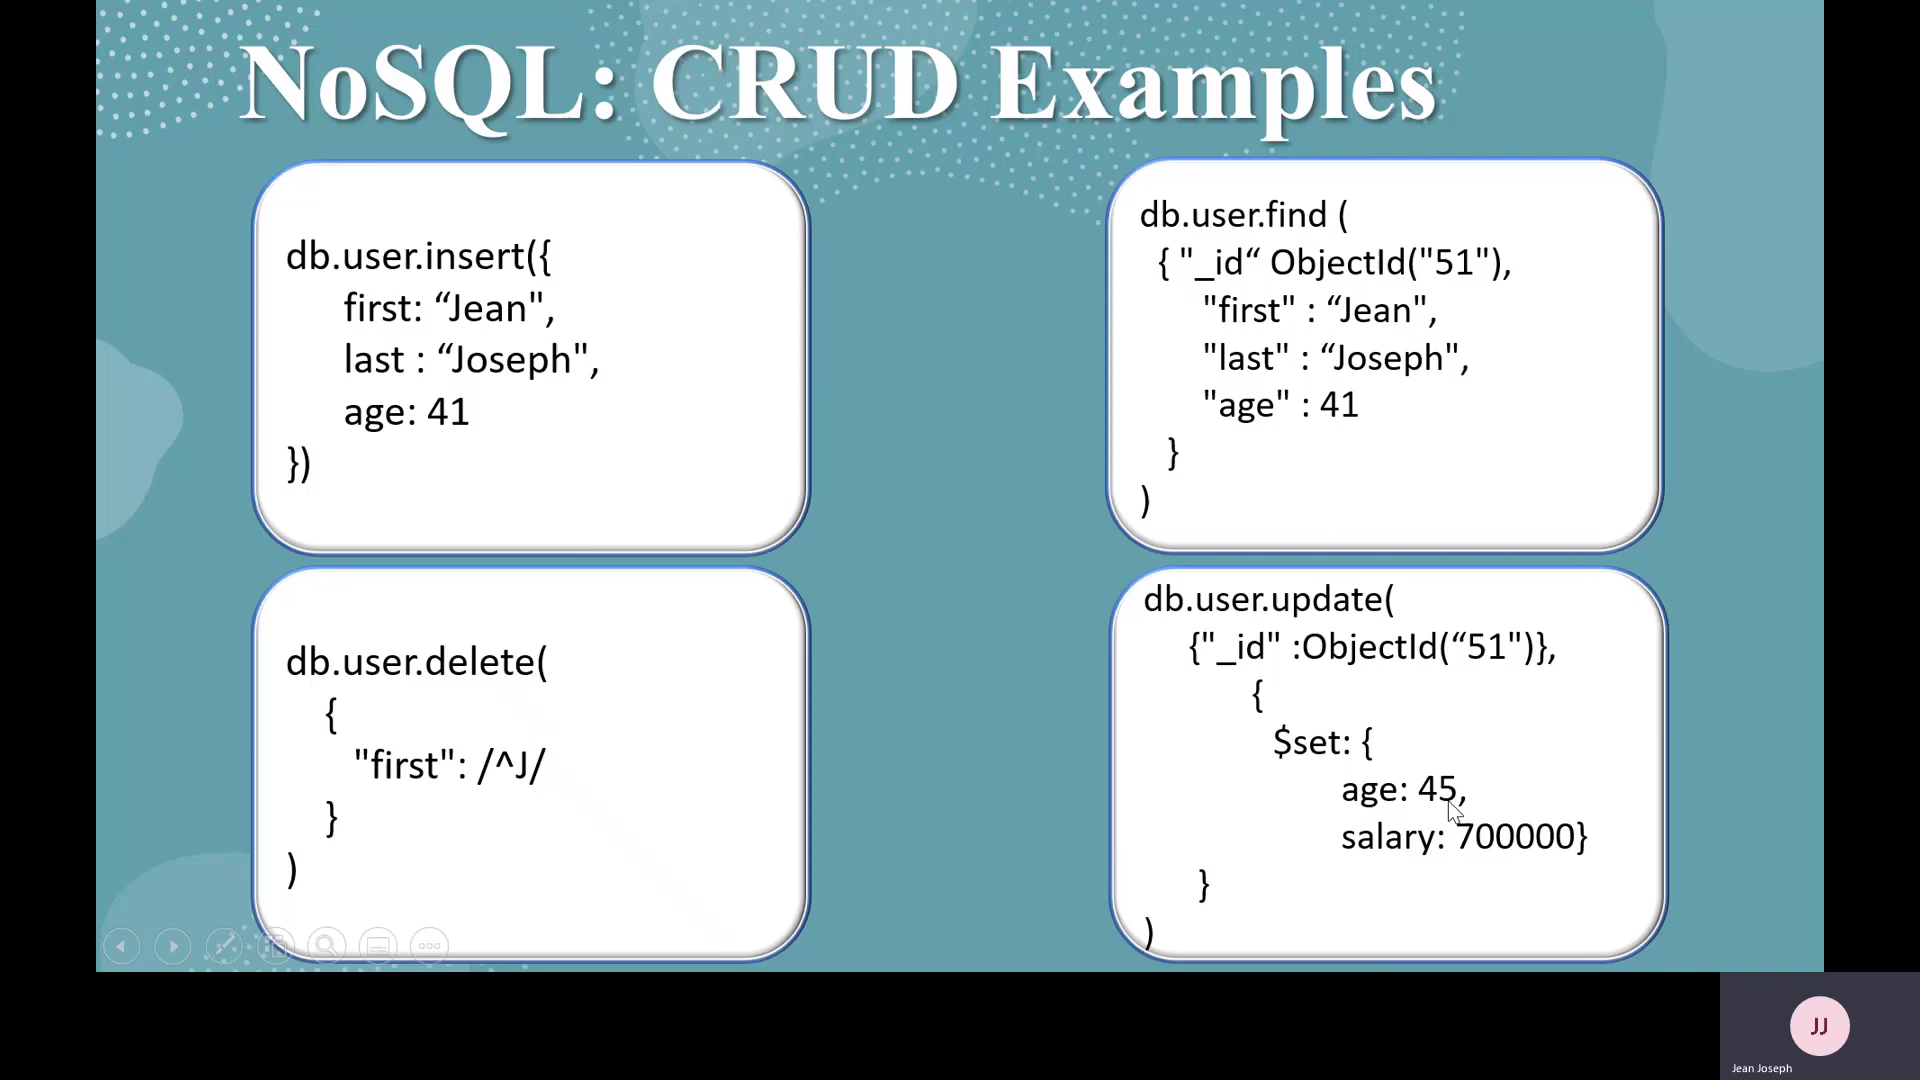 NoSQL: CRUD Examples
db.user.insert({
first: “Jean",
last : “Joseph",
age: 41
})
db.user.find (
{ "_id“ ObjectId("51"),
"first" : “Jean",
"last" : “Joseph",
"age" : 41
}
)
db.user.delete(
{
"first": /^J/
}
)
db.user.update(
{"_id" :ObjectId(“51")},
{
$set: {
age: 45,
salary: 700000}
}
)
JJ
Jean Joseph